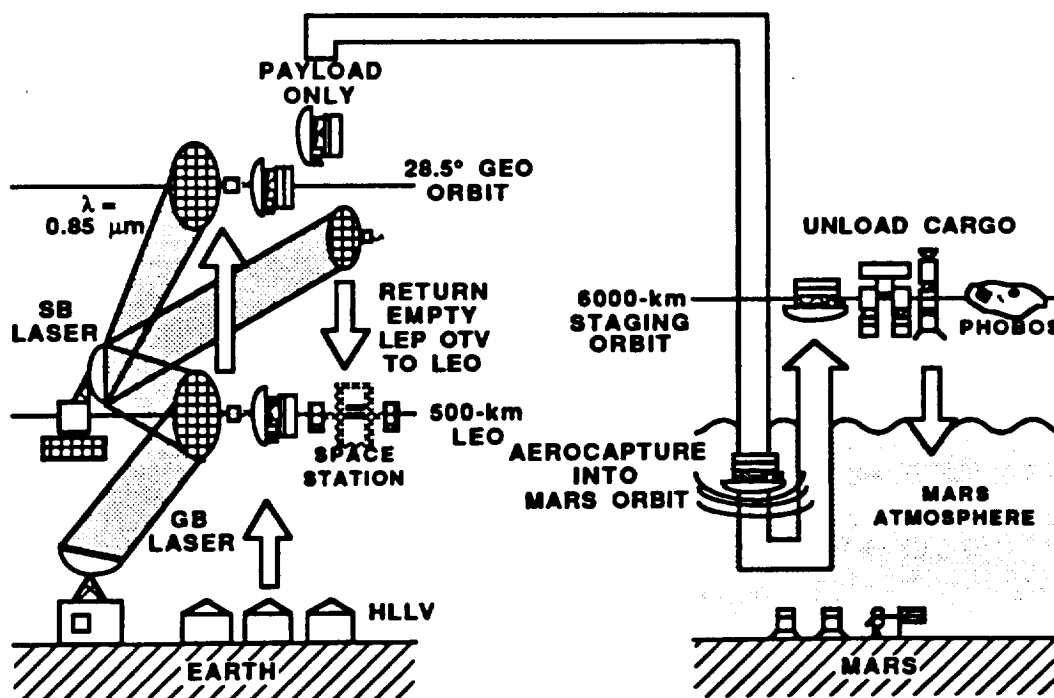 PAYLOAD
ONLY
28.5° GEO
ORBIT
λ =
0.85 μm
SB
LASER
RETURN
EMPTY
LEP OTV
TO LEO
500-km
LEO
SPACE
STATION
GB
LASER
HLLV
EARTH
UNLOAD CARGO
6000-km
STAGING
ORBIT
PHOBOS
AEROCAPTURE
INTO
MARS ORBIT
MARS
ATMOSPHERE
MARS